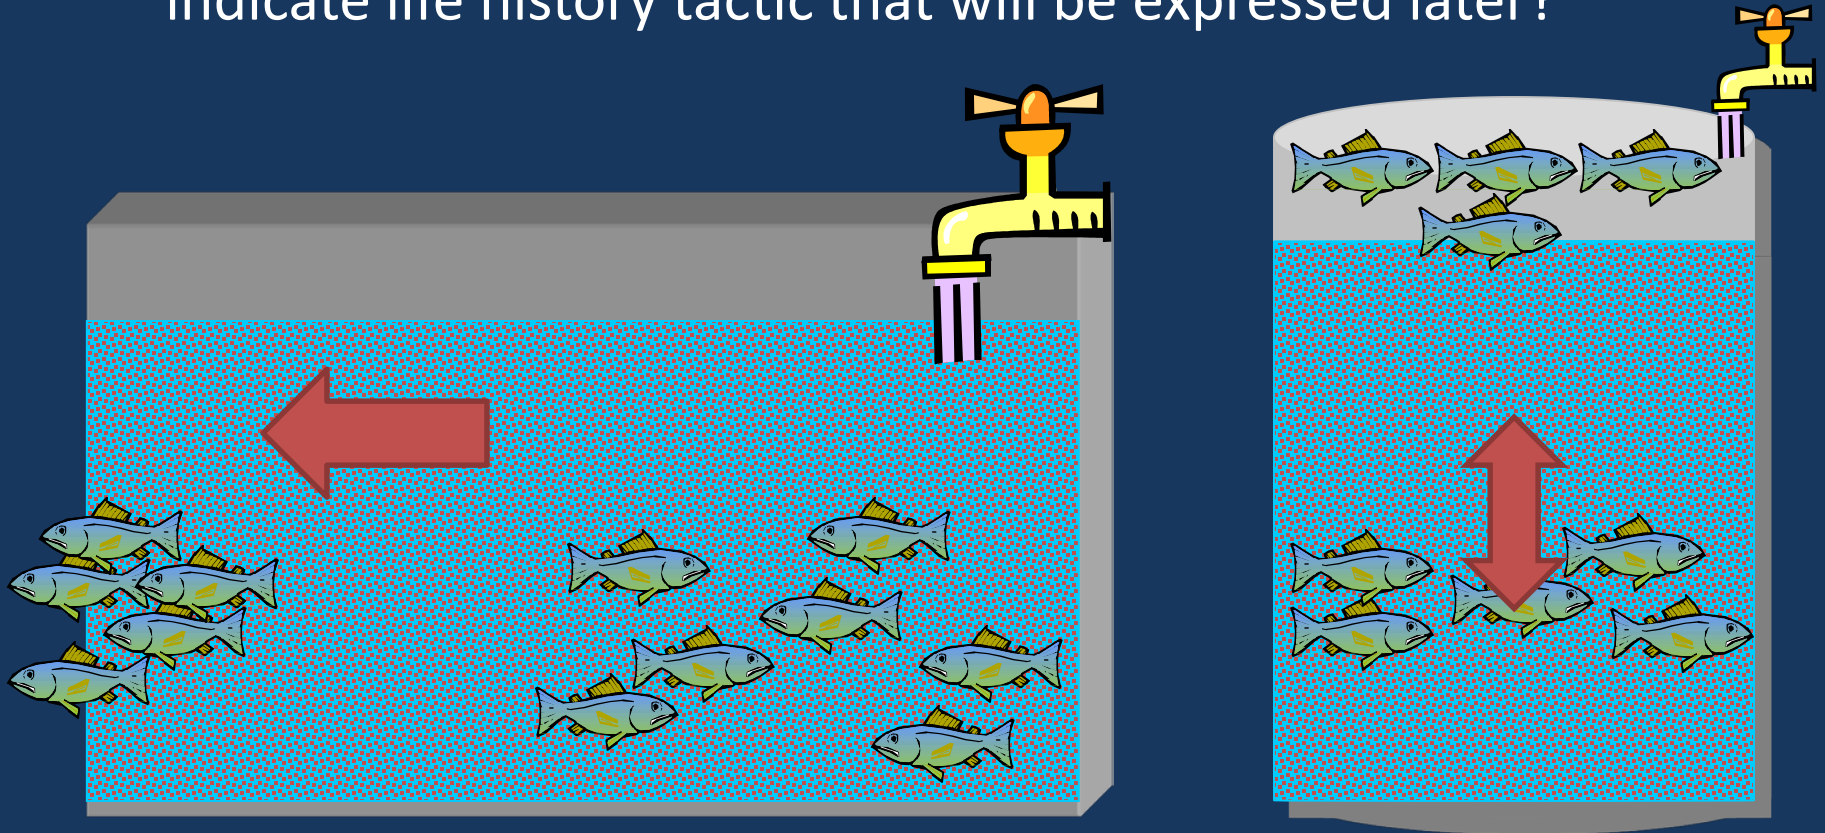 indicate life history tactic that will be expressed later?